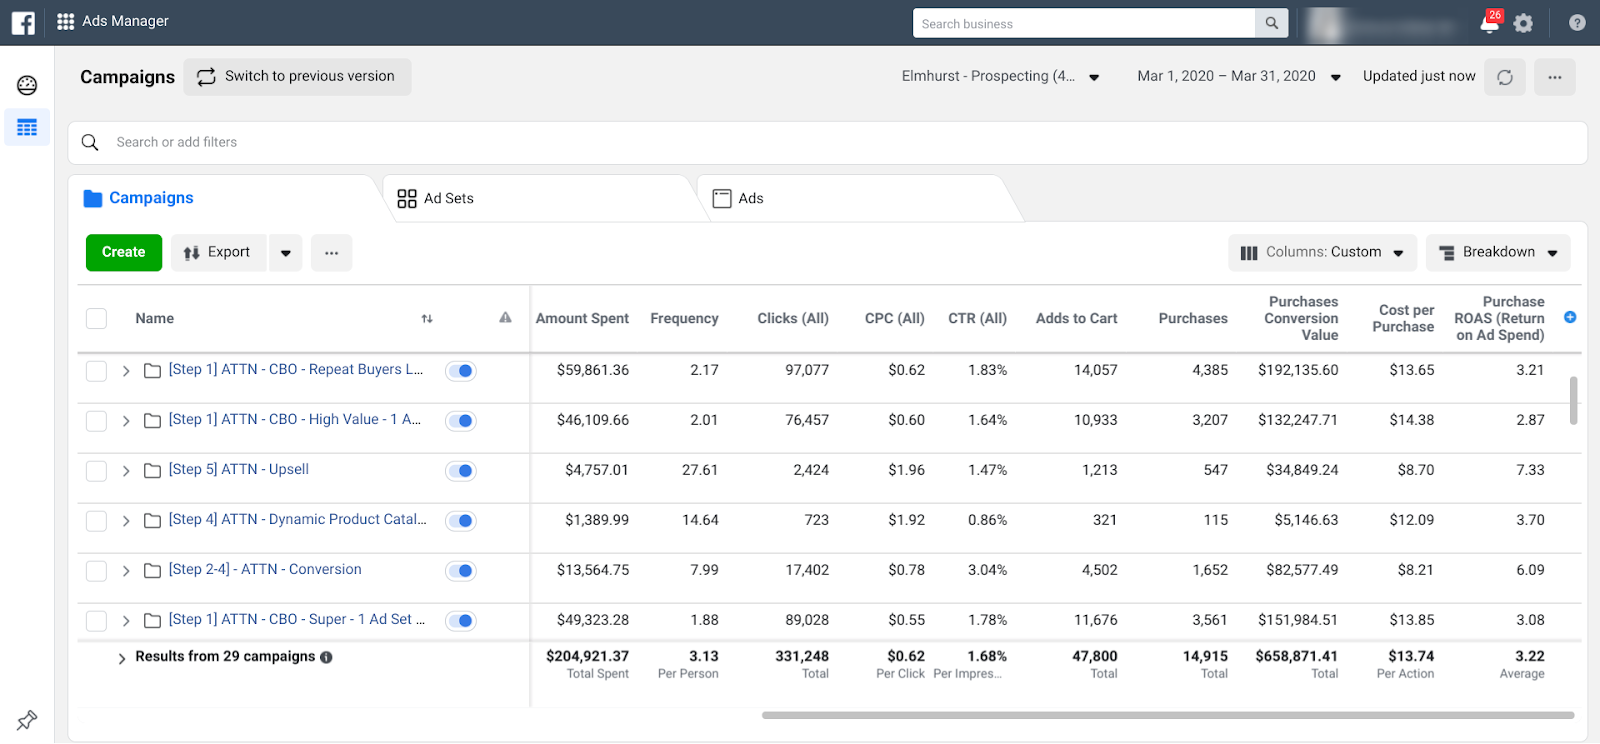 Ads Manager
Search business
26
Campaigns
Switch to previous version
Elmhurst - Prospecting (4...
Mar 1, 2020 – Mar 31, 2020
Updated just now
Search or add filters
Campaigns
Ad Sets
Ads
Create
Export
Columns: Custom
Breakdown
Name
Amount Spent
Frequency
Clicks (All)
CPC (All)
CTR (All)
Adds to Cart
Purchases
Purchases
Conversion
Value
Cost per
Purchase
Purchase
ROAS (Return
on Ad Spend)
[Step 1] ATTN - CBO - Repeat Buyers L... $59,861.36 2.17 97,077 $0.62 1.83% 14,057 4,385 $192,135.60 $13.65 3.21
[Step 1] ATTN - CBO - High Value - 1 A... $46,109.66 2.01 76,457 $0.60 1.64% 10,933 3,207 $132,247.71 $14.38 2.87
[Step 5] ATTN - Upsell $4,757.01 27.61 2,424 $1.96 1.47% 1,213 547 $34,849.24 $8.70 7.33
[Step 4] ATTN - Dynamic Product Catal... $1,389.99 14.64 723 $1.92 0.86% 321 115 $5,146.63 $12.09 3.70
[Step 2-4] - ATTN - Conversion $13,564.75 7.99 17,402 $0.78 3.04% 4,502 1,652 $82,577.49 $8.21 6.09
[Step 1] ATTN - CBO - Super - 1 Ad Set ... $49,323.28 1.88 89,028 $0.55 1.78% 11,676 3,561 $151,984.51 $13.85 3.08
Results from 29 campaigns $204,921.37 3.13 331,248 $0.62 1.68% 47,800 14,915 $658,871.41 $13.74 3.22
Total Spent Per Person Total Per Click Per Impres... Total Total Total Per Action Average